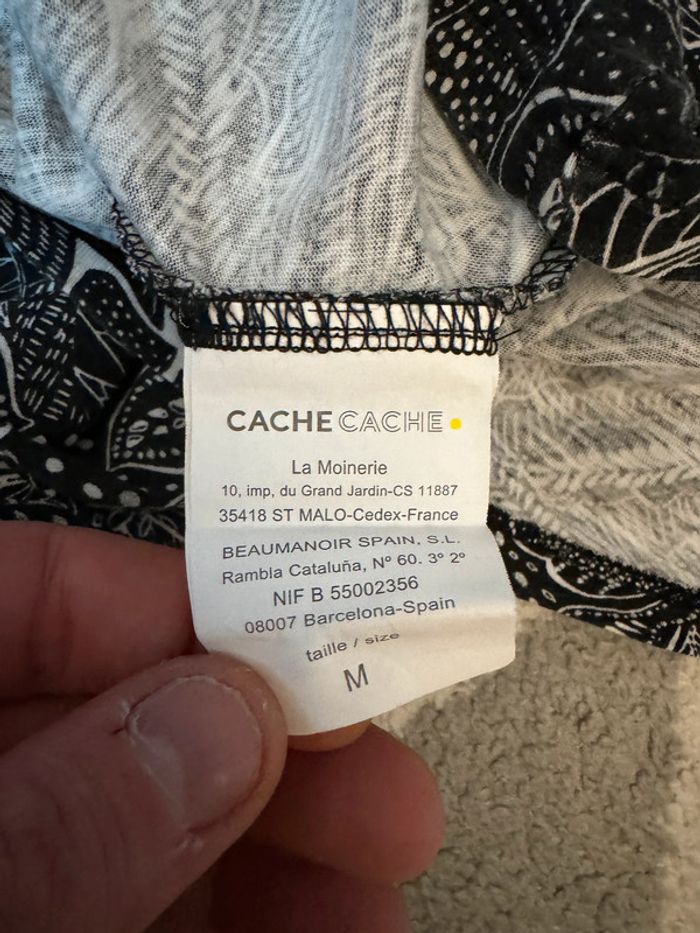 CACHE CACHE
La Moinerie
10, imp, du Grand Jardin-CS 11887
35418 ST MALO-Cedex-France
BEAUMANOIR SPAIN, S.L.
Rambla Cataluña, Nº 60. 3º 2º
NIF B 55002356
08007 Barcelona-Spain
taille / size
M